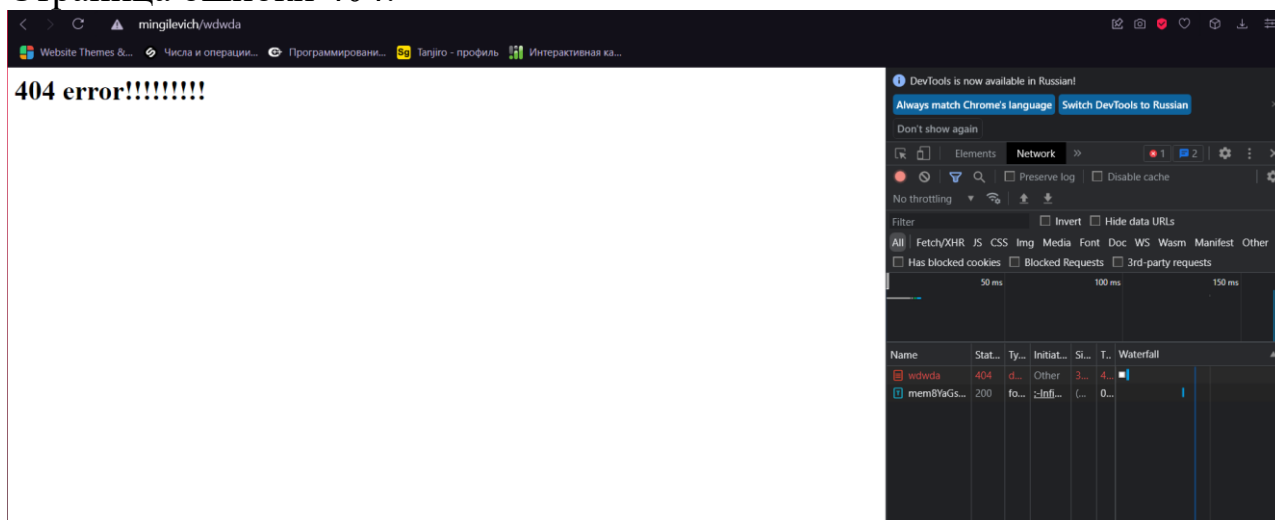 Страница ошибки 404:
mingilevich/wdwda
Website Themes &... Числа и операции... Программировани... Sg Tanjiro - профиль Интерактивная ка...
404 error!!!!!!!!!
DevTools is now available in Russian!
Always match Chrome's language Switch DevTools to Russian
Don't show again
Elements Network » 1 2
Preserve log Disable cache
No throttling
Filter Invert Hide data URLs
All Fetch/XHR JS CSS Img Media Font Doc WS Wasm Manifest Other
Has blocked cookies Blocked Requests 3rd-party requests
50 ms 100 ms 150 ms
Name Stat... Ty... Initiat... Si... T.. Waterfall
wdwda 404 d... Other 3... 4...
mem8YaGs... 200 fo... :-Infi... (... 0...